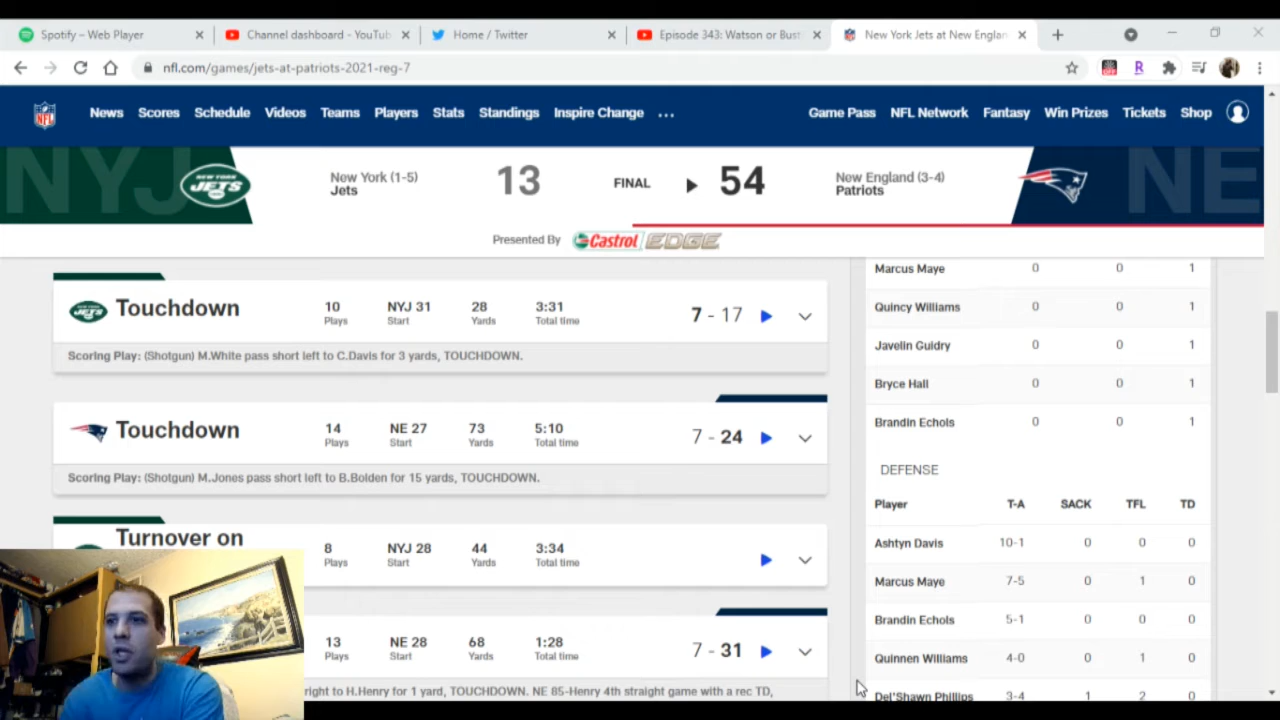 Spotify – Web Player
Channel dashboard - YouTub
Home / Twitter
Episode 343: Watson or Bust
New York Jets at New Englan
nfl.com/games/jets-at-patriots-2021-reg-7
News Scores Schedule Videos Teams Players Stats Standings Inspire Change ...
Game Pass NFL Network Fantasy Win Prizes Tickets Shop
NYJ
JETS
New York (1-5)
Jets
13
FINAL
54
New England (3-4)
Patriots
NE
Presented By Castrol EDGE
Touchdown 10 NYJ 31 28 3:31 7 - 17
Plays Start Yards Total time
Scoring Play: (Shotgun) M.White pass short left to C.Davis for 3 yards, TOUCHDOWN.
Touchdown 14 NE 27 73 5:10 7 - 24
Plays Start Yards Total time
Scoring Play: (Shotgun) M.Jones pass short left to B.Bolden for 15 yards, TOUCHDOWN.
Turnover on
8 NYJ 28 44 3:34
Plays Start Yards Total time
13 NE 28 68 1:28 7 - 31
Plays Start Yards Total time
right to H.Henry for 1 yard, TOUCHDOWN. NE 85-Henry 4th straight game with a rec TD,
Marcus Maye 0 0 1
Quincy Williams 0 0 1
Javelin Guidry 0 0 1
Bryce Hall 0 0 1
Brandin Echols 0 0 1
DEFENSE
Player T-A SACK TFL TD
Ashtyn Davis 10-1 0 0 0
Marcus Maye 7-5 0 1 0
Brandin Echols 5-1 0 0 0
Quinnen Williams 4-0 0 1 0
Del'Shawn Phillips 3-4 1 2 0